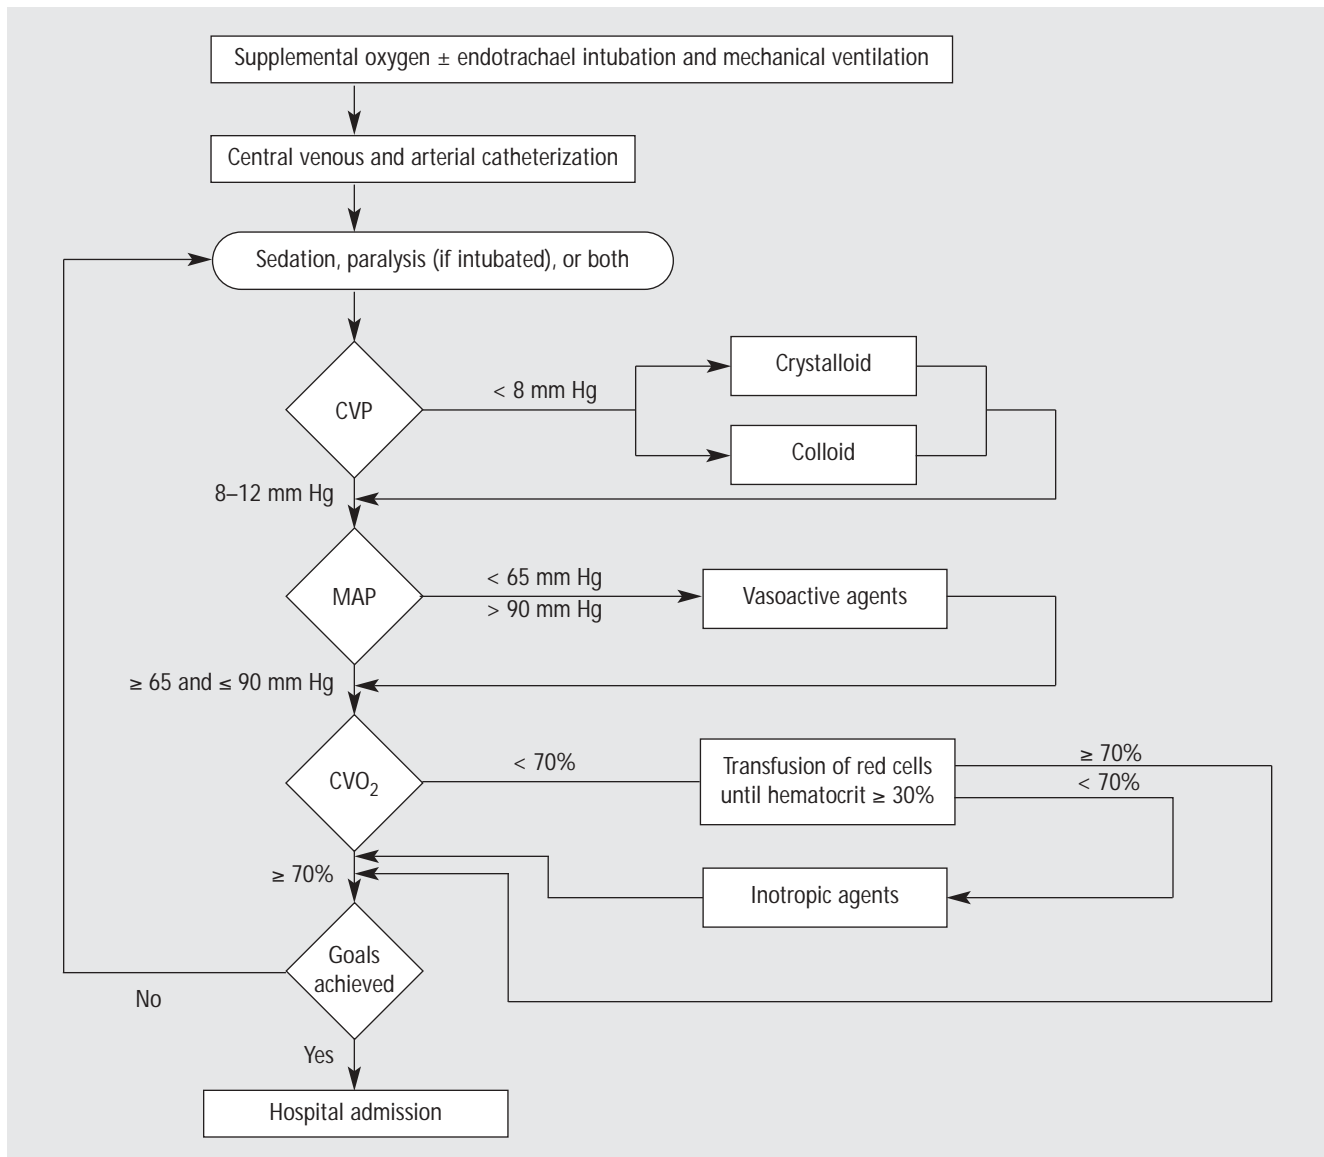 Supplemental oxygen ± endotrachael intubation and mechanical ventilation
Central venous and arterial catheterization
Sedation, paralysis (if intubated), or both
Crystalloid
< 8 mm Hg
CVP
Colloid
8–12 mm Hg
< 65 mm Hg
MAP
> 90 mm Hg
Vasoactive agents
≥ 65 and ≤ 90 mm Hg
CVO2
< 70%
Transfusion of red cells
until hematocrit ≥ 30%
≥ 70%
< 70%
≥ 70%
Inotropic agents
Goals
achieved
No
Yes
Hospital admission